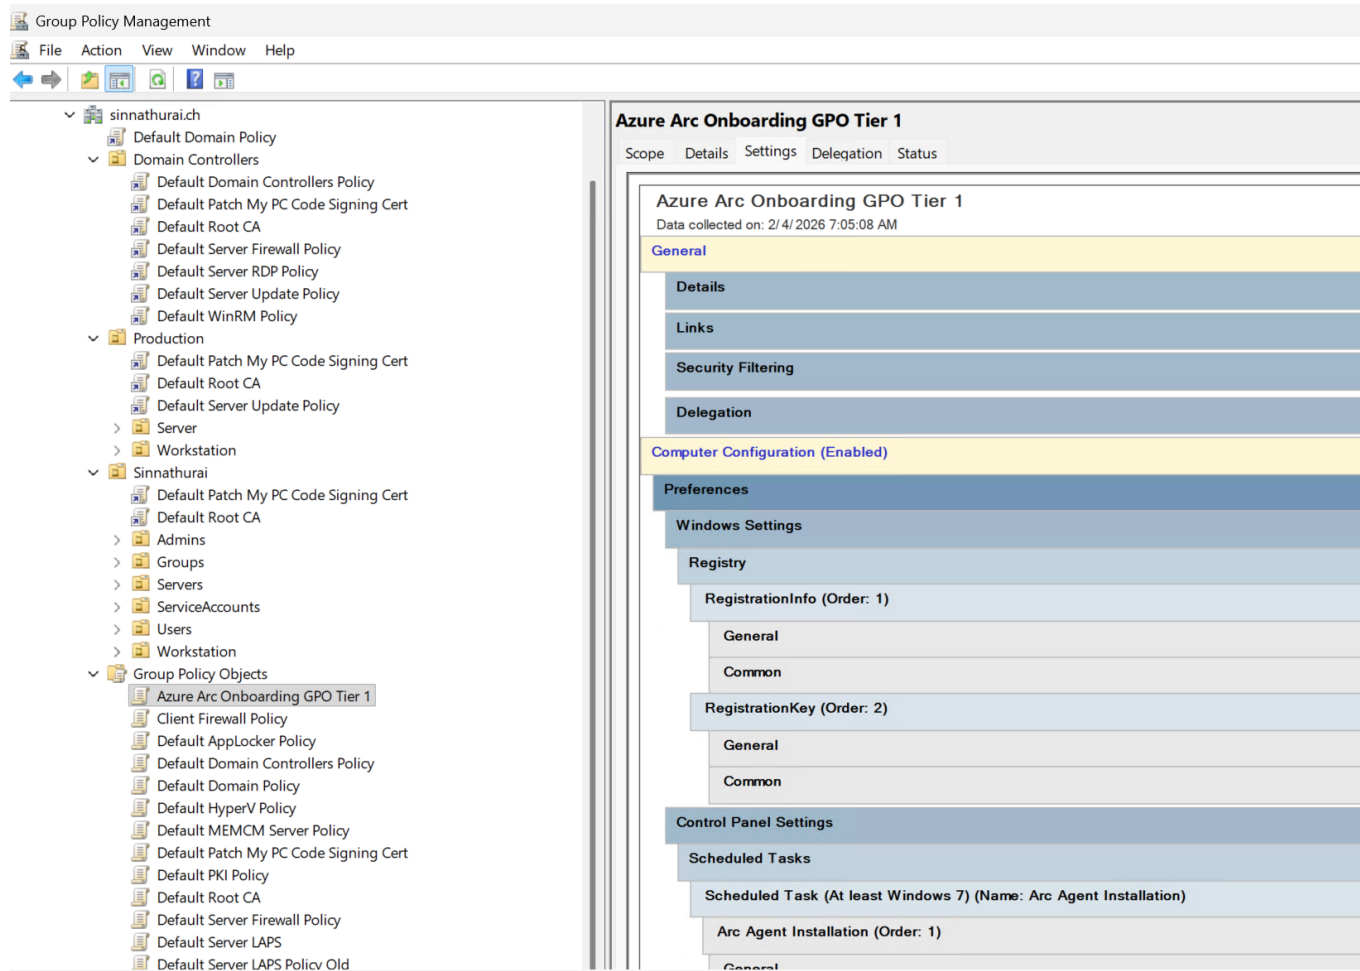 Group Policy Management
File Action View Window Help
sinnathurai.ch
Default Domain Policy
Domain Controllers
Default Domain Controllers Policy
Default Patch My PC Code Signing Cert
Default Root CA
Default Server Firewall Policy
Default Server RDP Policy
Default Server Update Policy
Default WinRM Policy
Production
Default Patch My PC Code Signing Cert
Default Root CA
Default Server Update Policy
Server
Workstation
Sinnathurai
Default Patch My PC Code Signing Cert
Default Root CA
Admins
Groups
Servers
ServiceAccounts
Users
Workstation
Group Policy Objects
Azure Arc Onboarding GPO Tier 1
Client Firewall Policy
Default AppLocker Policy
Default Domain Controllers Policy
Default Domain Policy
Default HyperV Policy
Default MEMCM Server Policy
Default Patch My PC Code Signing Cert
Default PKI Policy
Default Root CA
Default Server Firewall Policy
Default Server LAPS
Default Server LAPS Policy Old
Azure Arc Onboarding GPO Tier 1
Scope Details Settings Delegation Status
Azure Arc Onboarding GPO Tier 1
Data collected on: 2/4/2026 7:05:08 AM
General
Details
Links
Security Filtering
Delegation
Computer Configuration (Enabled)
Preferences
Windows Settings
Registry
RegistrationInfo (Order: 1)
General
Common
RegistrationKey (Order: 2)
General
Common
Control Panel Settings
Scheduled Tasks
Scheduled Task (At least Windows 7) (Name: Arc Agent Installation)
Arc Agent Installation (Order: 1)
General